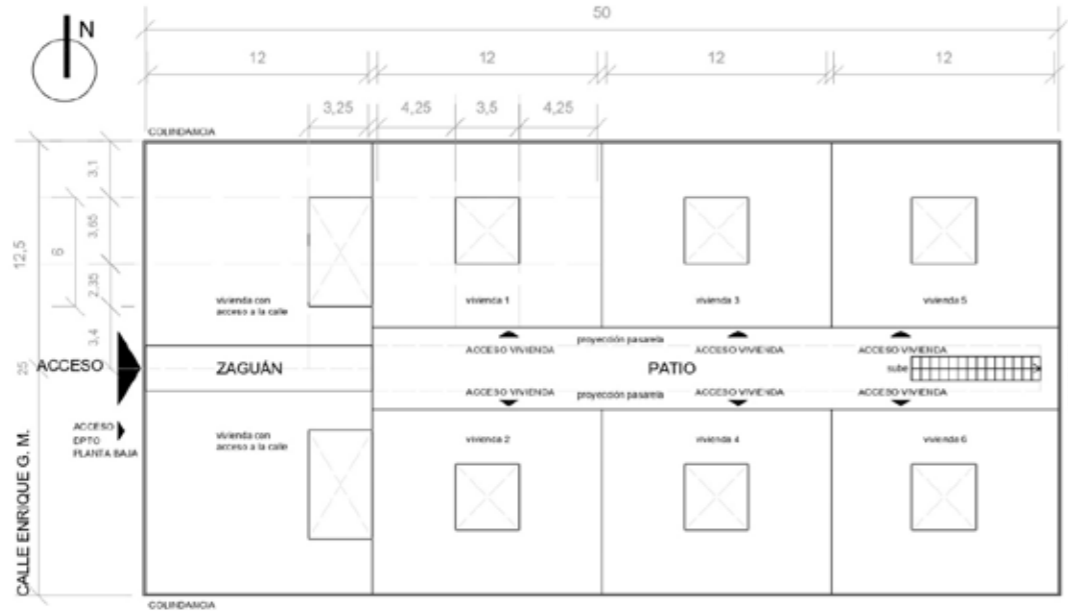 50
N
12
12
12
12
3,25
4,25
3,5
4,25
COLINDANCIA
3,1
3,65
6
12,5
2,35
3,4
25
vivienda con
acceso a la calle
vivienda 1
vivienda 3
vivienda 5
proyección pasarela
ACCESO VIVIENDA
ACCESO VIVIENDA
ACCESO VIVIENDA
ACCESO
ZAGUÁN
PATIO
sube
ACCESO VIVIENDA
proyección pasarela
ACCESO VIVIENDA
ACCESO VIVIENDA
ACCESO
DPTO
PLANTA BAJA
vivienda con
acceso a la calle
vivienda 2
vivienda 4
vivienda 6
CALLE ENRIQUE G. M.
COLINDANCIA